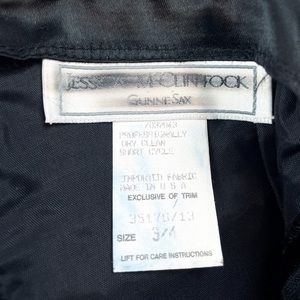 JESSICA McCLINTOCK
GUNNE SAX
PROFESSIONALLY
DRY CLEAN
SHORT CYCLE
IMPORTED FABRIC
MADE IN U S A
EXCLUSIVE OF TRIM
SIZE 3/4
LIFT FOR CARE INSTRUCTIONS